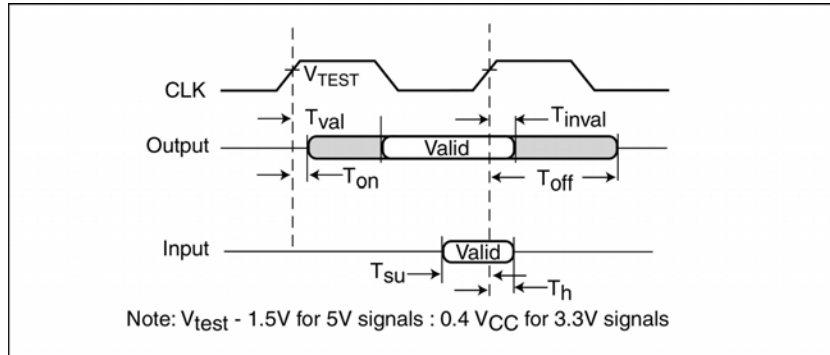 VTEST
CLK
Tval
Tinval
Output
Valid
Ton
Toff
Input
Valid
Tsu
Th
Note: Vtest - 1.5V for 5V signals : 0.4 VCC for 3.3V signals